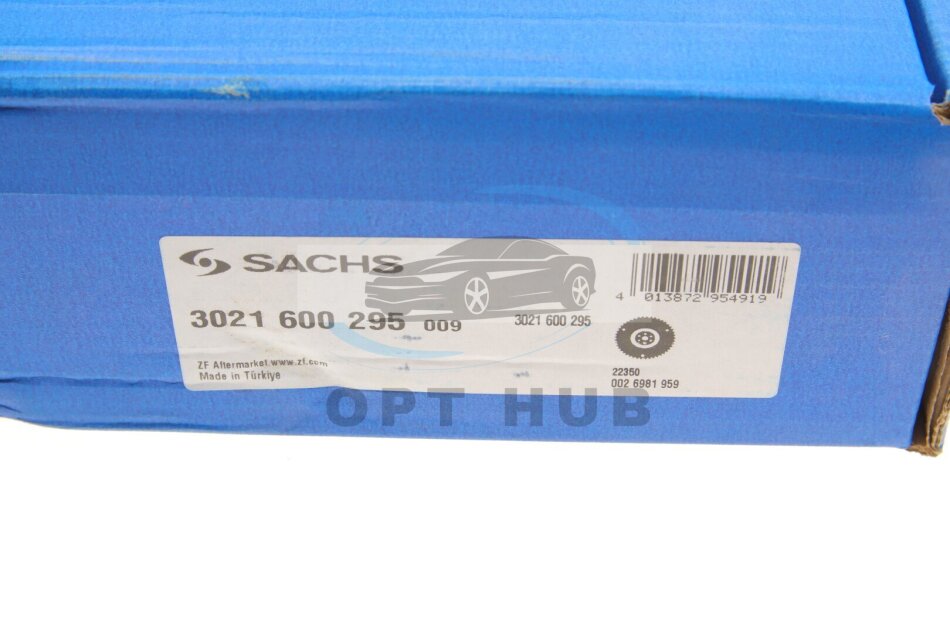 SACHS
3021 600 295 009
3021 600 295
4 013872 954919
ZF Aftermarket www.zf.com
Made in Türkiye
22350
002 6981 959
OPT HUB